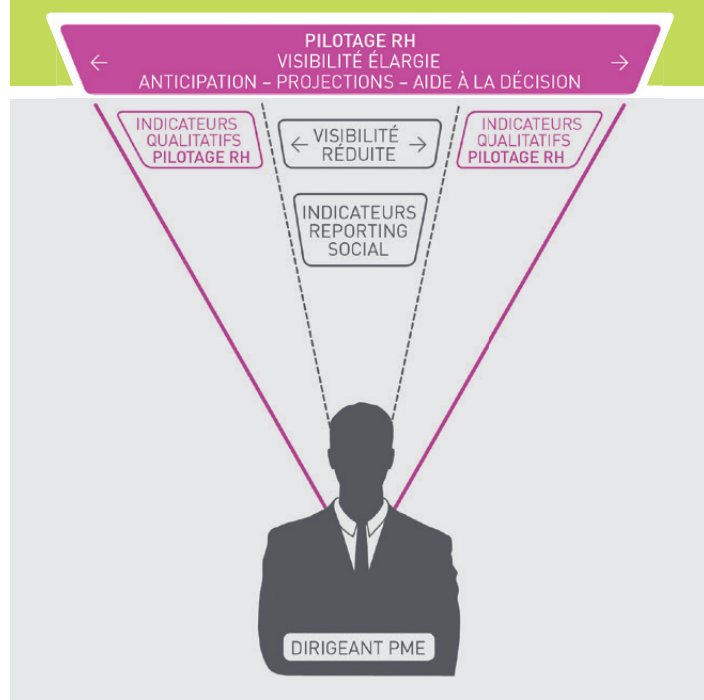 PILOTAGE RH
← VISIBILITÉ ÉLARGIE →
ANTICIPATION – PROJECTIONS – AIDE À LA DÉCISION
INDICATEURS
QUALITATIFS
PILOTAGE RH
← VISIBILITÉ →
RÉDUITE
INDICATEURS
QUALITATIFS
PILOTAGE RH
INDICATEURS
REPORTING
SOCIAL
DIRIGEANT PME